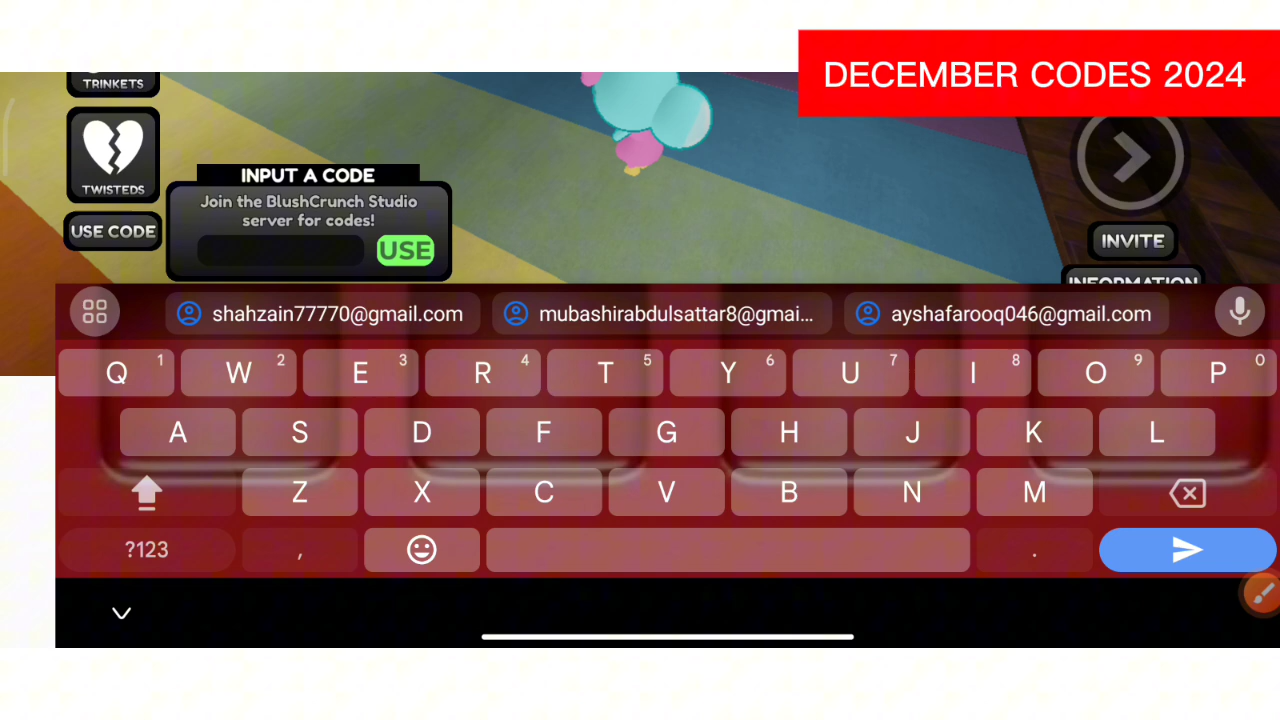 DECEMBER CODES 2024
TRINKETS
TWISTEDS
USE CODE
INPUT A CODE
Join the BlushCrunch Studio
server for codes!
USE
INVITE
INFORMATION
shahzain77770@gmail.com
mubashirabdulsattar8@gmai...
ayshafarooq046@gmail.com
Q 1 W 2 E 3 R 4 T 5 Y 6 U 7 I 8 O 9 P 0
A S D F G H J K L
Z X C V B N M
?123 , .